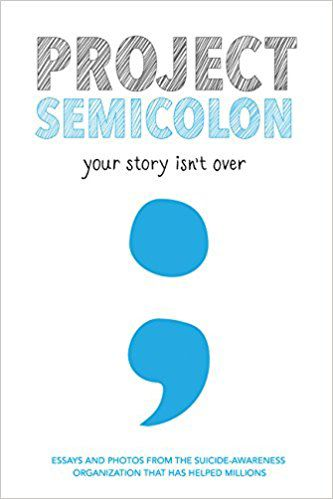 PROJECT
SEMICOLON
your story isn't over
;
ESSAYS AND PHOTOS FROM THE SUICIDE-AWARENESS
ORGANIZATION THAT HAS HELPED MILLIONS